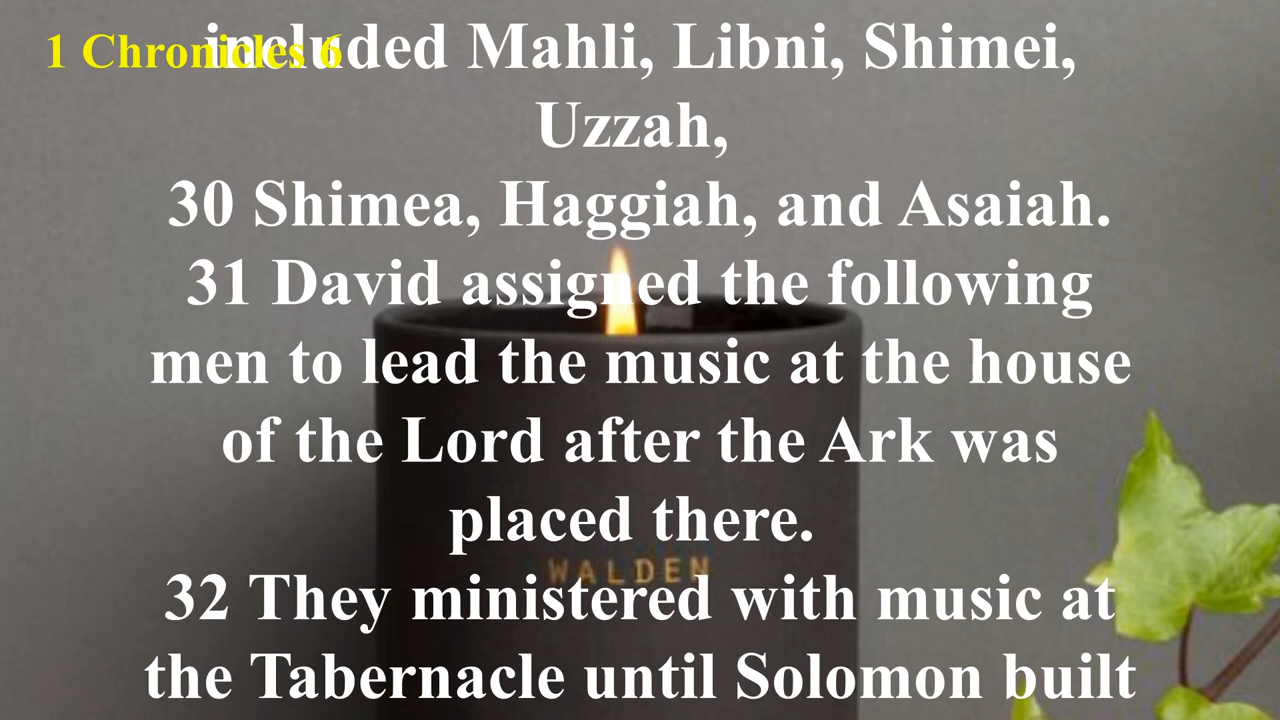 1 Chronicles 6
included Mahli, Libni, Shimei,
Uzzah,
30 Shimea, Haggiah, and Asaiah.
31 David assigned the following
men to lead the music at the house
of the Lord after the Ark was
placed there.
WALDEN
32 They ministered with music at
the Tabernacle until Solomon built